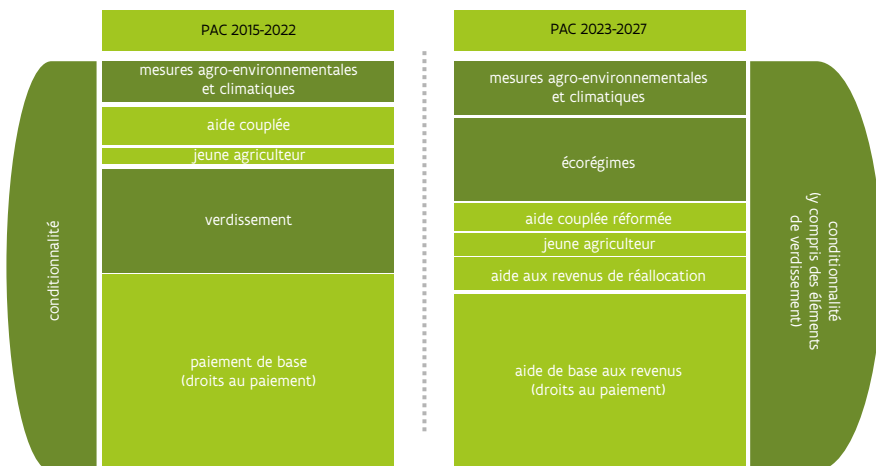 PAC 2015-2022
mesures agro-environnementales
et climatiques
aide couplée
jeune agriculteur
verdissement
paiement de base
(droits au paiement)
conditionnalité
PAC 2023-2027
mesures agro-environnementales
et climatiques
écorégimes
aide couplée réformée
jeune agriculteur
aide aux revenus de réallocation
aide de base aux revenus
(droits au paiement)
conditionnalité
(y compris des éléments
de verdissement)